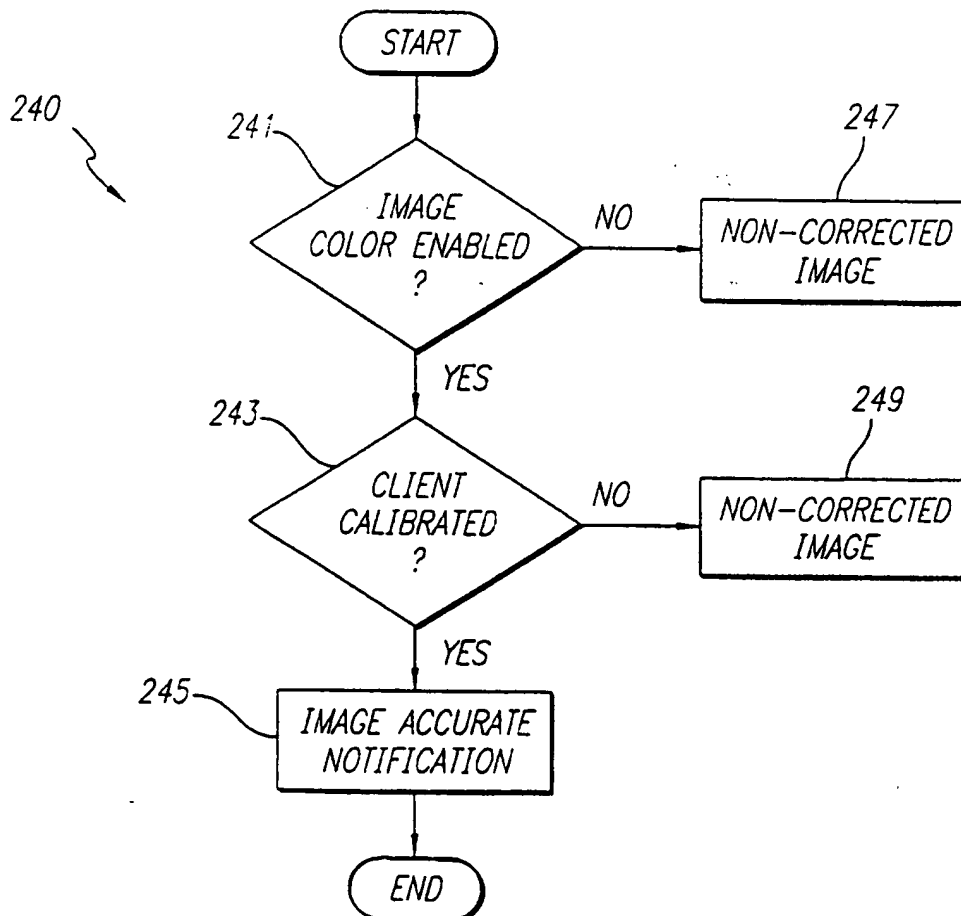 START
240
241
247
IMAGE
COLOR ENABLED
?
NO
NON-CORRECTED
IMAGE
YES
243
249
CLIENT
CALIBRATED
?
NO
NON-CORRECTED
IMAGE
YES
245
IMAGE ACCURATE
NOTIFICATION
END